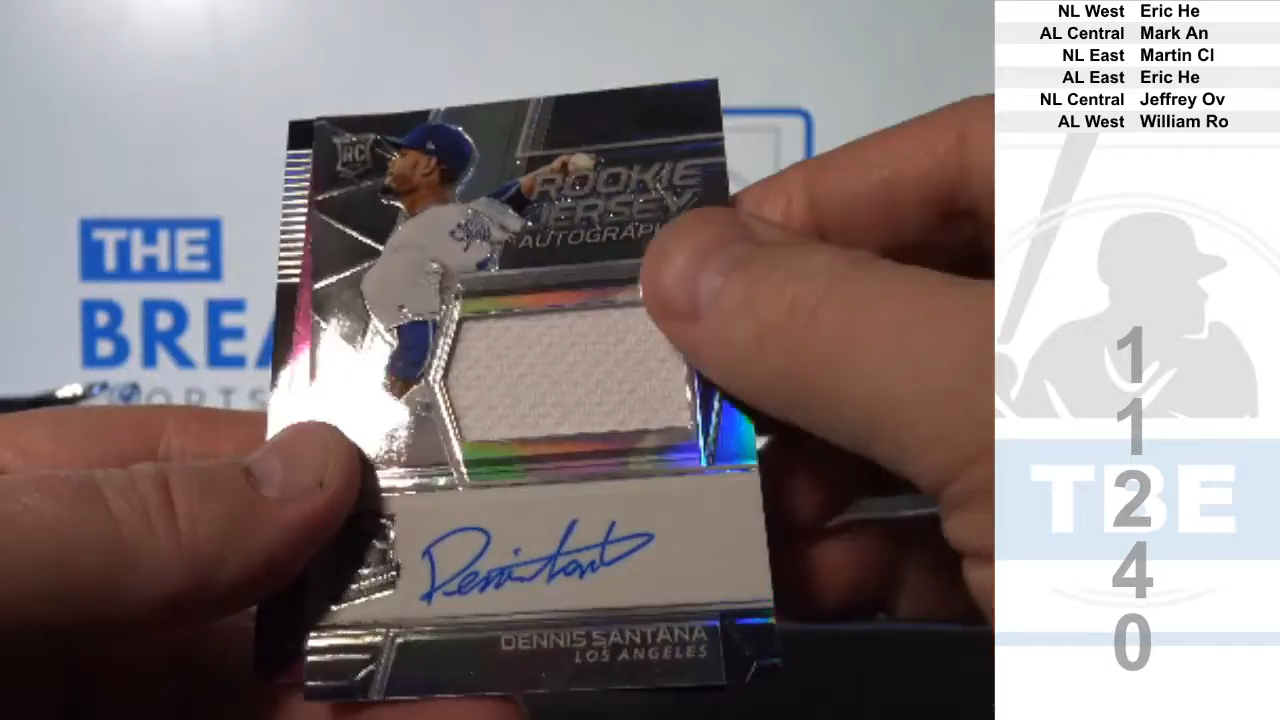 NL West Eric He
AL Central Mark An
NL East Martin Cl
AL East Eric He
NL Central Jeffrey Ov
AL West William Ro
RC
ROOKIE
JERSEY
AUTOGRAPH
THE
BREA
PORTS
DENNIS SANTANA
LOS ANGELES
TBE
1
1
2
4
0